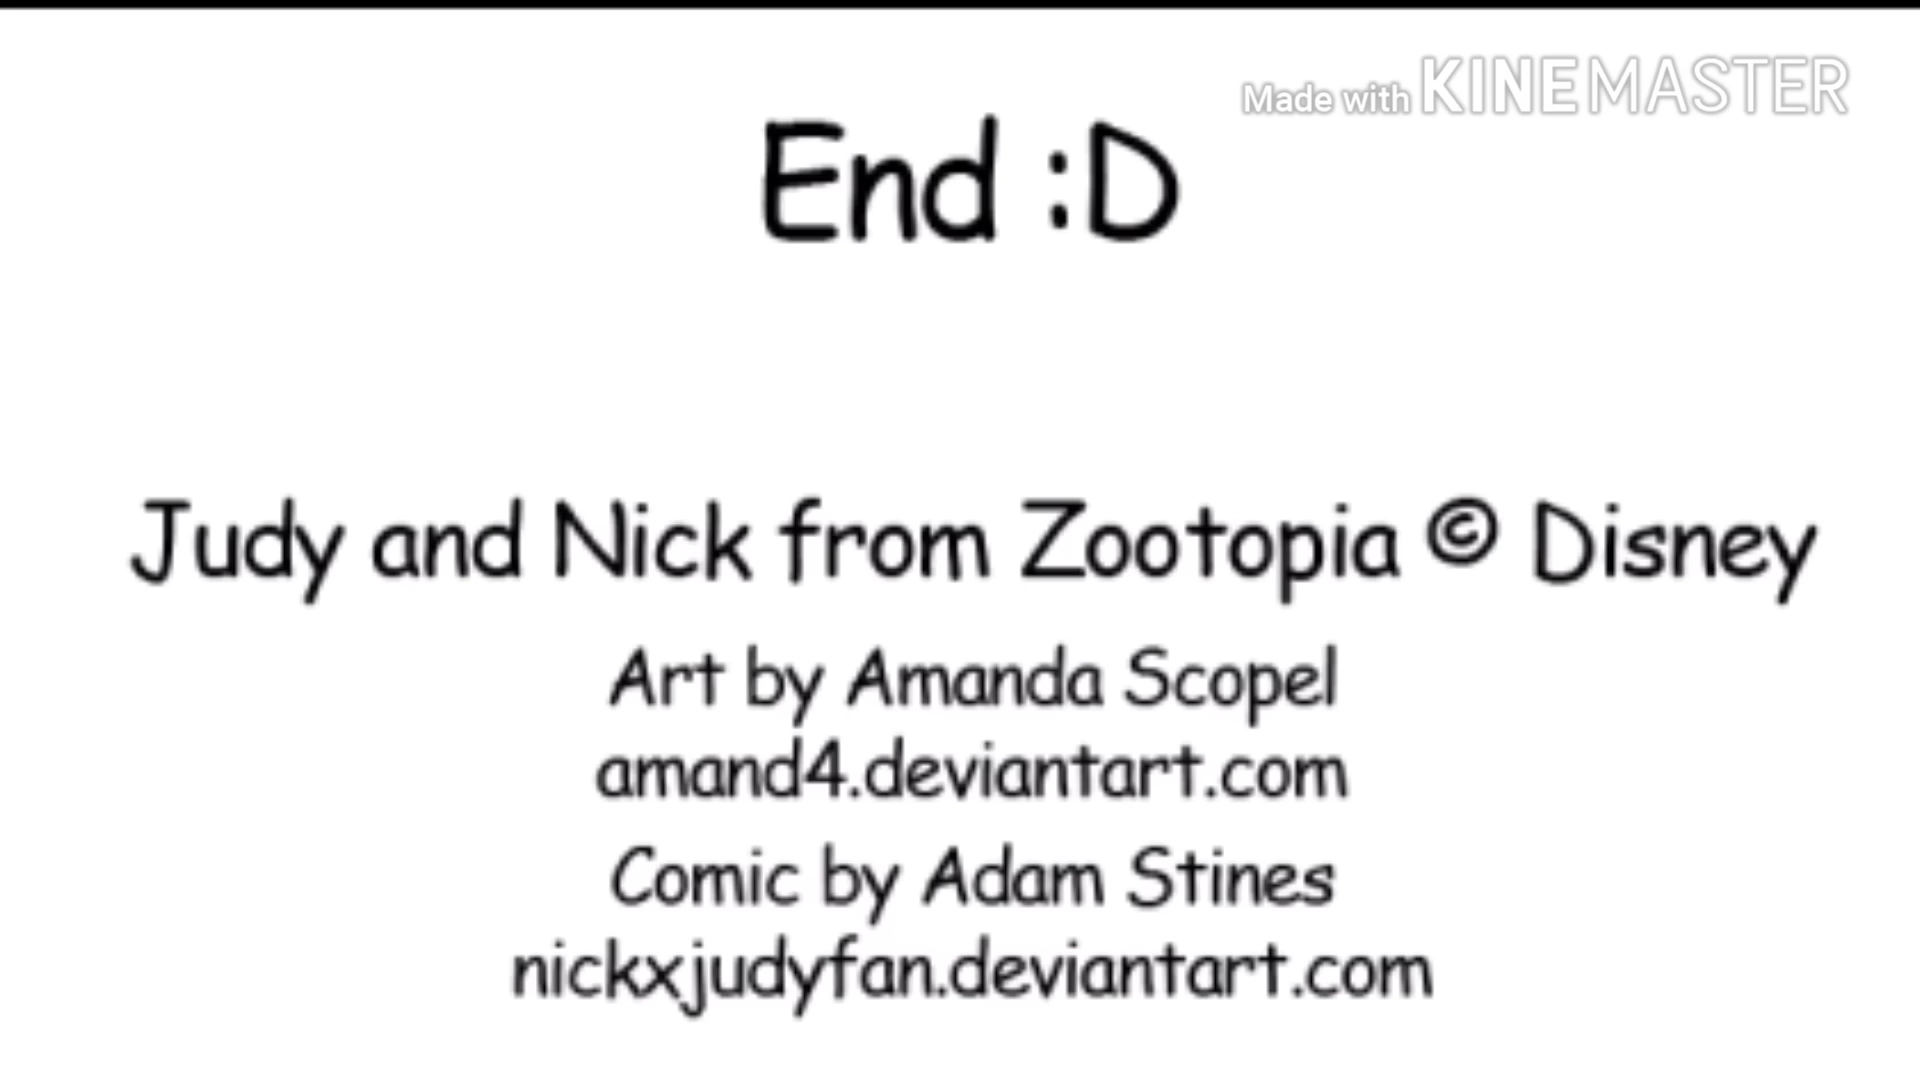 Made with KINEMASTER
End :D
Judy and Nick from Zootopia © Disney
Art by Amanda Scopel
amand4.deviantart.com
Comic by Adam Stines
nickxjudyfan.deviantart.com